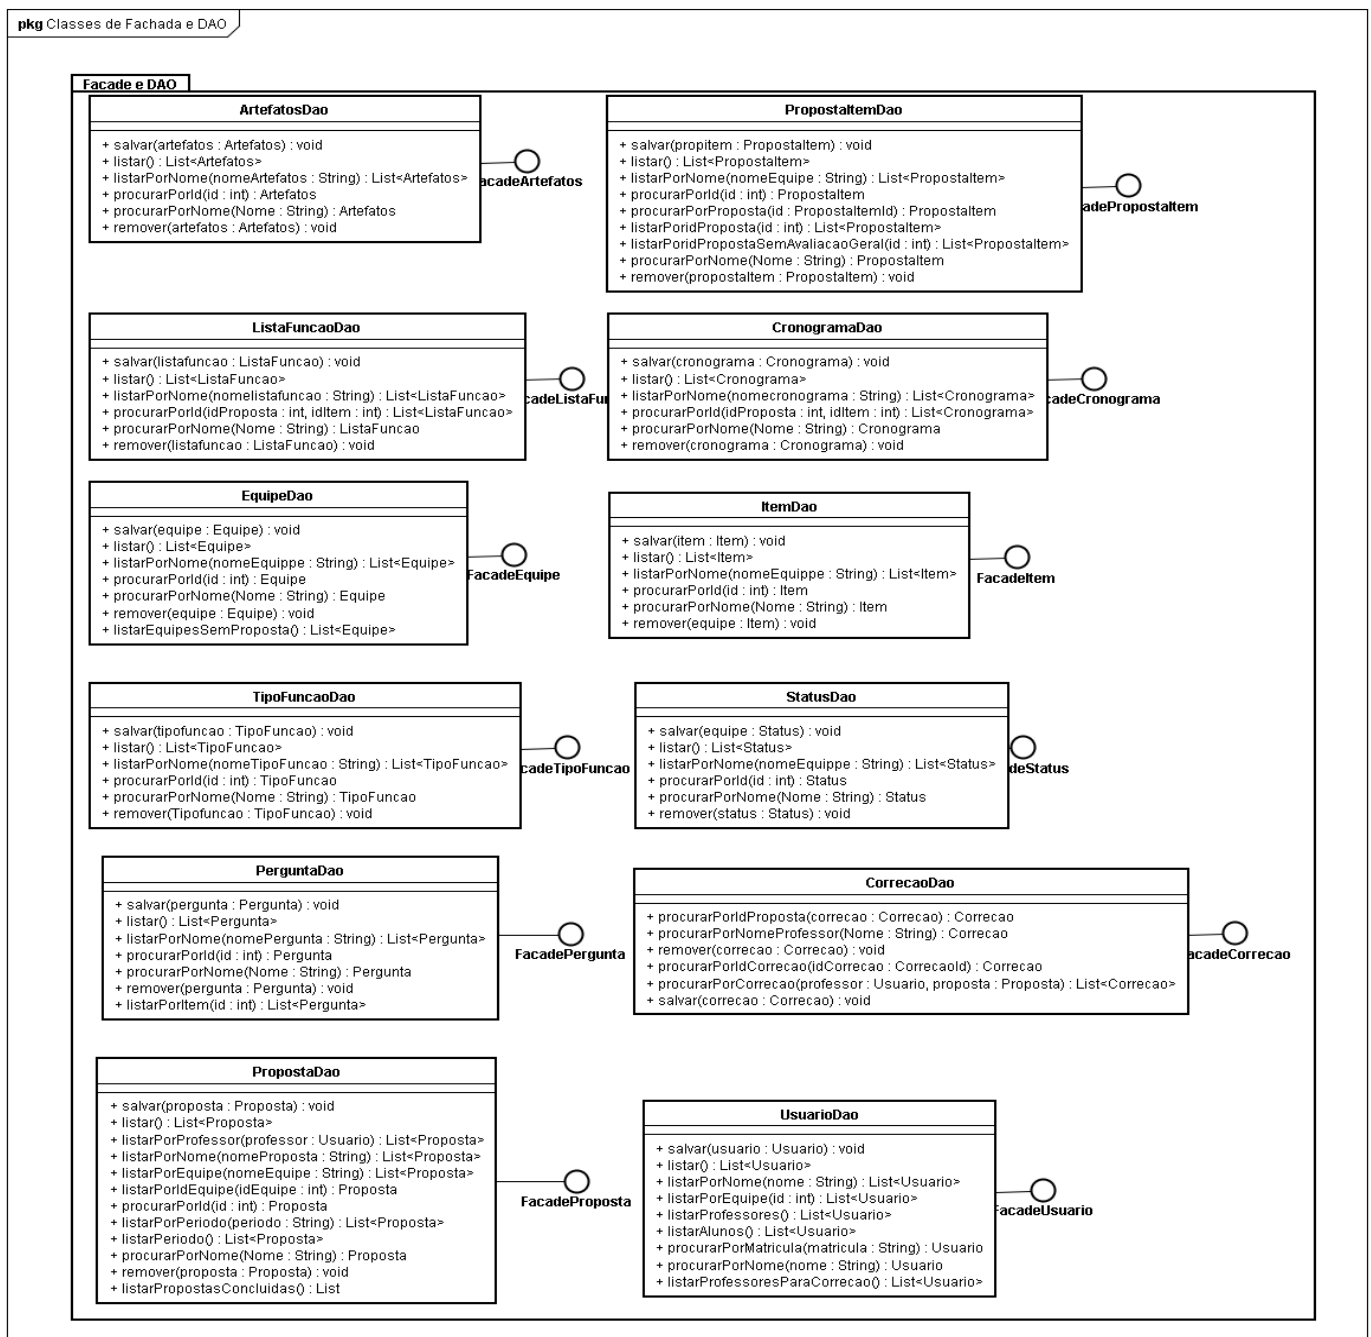 pkg Classes de Fachada e DAO
Facade e DAO
ArtefatosDao
+ salvar(artefatos : Artefatos) : void
+ listar() : List<Artefatos>
+ listarPorNome(nomeArtefatos : String) : List<Artefatos>
+ procurarPorId(id : int) : Artefatos
+ procurarPorNome(Nome : String) : Artefatos
+ remover(artefatos : Artefatos) : void
acadeArtefatos
PropostaItemDao
+ salvar(propitem : PropostaItem) : void
+ listar() : List<PropostaItem>
+ listarPorNome(nomeEquipe : String) : List<PropostaItem>
+ procurarPorId(id : int) : PropostaItem
+ procurarPorProposta(id : PropostaItemId) : PropostaItem
+ listarPoridProposta(id : int) : List<PropostaItem>
+ listarPoridPropostaSemAvaliacaoGeral(id : int) : List<PropostaItem>
+ procurarPorNome(Nome : String) : PropostaItem
+ remover(propostaItem : PropostaItem) : void
adePropostaItem
ListaFuncaoDao
+ salvar(listafuncao : ListaFuncao) : void
+ listar() : List<ListaFuncao>
+ listarPorNome(nomelistafuncao : String) : List<ListaFuncao>
+ procurarPorId(idProposta : int, idItem : int) : List<ListaFuncao>
+ procurarPorNome(Nome : String) : ListaFuncao
+ remover(listafuncao : ListaFuncao) : void
cadeListaFun
CronogramaDao
+ salvar(cronograma : Cronograma) : void
+ listar() : List<Cronograma>
+ listarPorNome(nomecronograma : String) : List<Cronograma>
+ procurarPorId(idProposta : int, idItem : int) : List<Cronograma>
+ procurarPorNome(Nome : String) : Cronograma
+ remover(cronograma : Cronograma) : void
cadeCronograma
EquipeDao
+ salvar(equipe : Equipe) : void
+ listar() : List<Equipe>
+ listarPorNome(nomeEquippe : String) : List<Equipe>
+ procurarPorId(id : int) : Equipe
+ procurarPorNome(Nome : String) : Equipe
+ remover(equipe : Equipe) : void
+ listarEquipesSemProposta() : List<Equipe>
FacadeEquipe
ItemDao
+ salvar(item : Item) : void
+ listar() : List<Item>
+ listarPorNome(nomeEquippe : String) : List<Item>
+ procurarPorId(id : int) : Item
+ procurarPorNome(Nome : String) : Item
+ remover(equipe : Item) : void
FacadeItem
TipoFuncaoDao
+ salvar(tipofuncao : TipoFuncao) : void
+ listar() : List<TipoFuncao>
+ listarPorNome(nomeTipoFuncao : String) : List<TipoFuncao>
+ procurarPorId(id : int) : TipoFuncao
+ procurarPorNome(Nome : String) : TipoFuncao
+ remover(Tipofuncao : TipoFuncao) : void
cadeTipoFuncao
StatusDao
+ salvar(equipe : Status) : void
+ listar() : List<Status>
+ listarPorNome(nomeEquippe : String) : List<Status>
+ procurarPorId(id : int) : Status
+ procurarPorNome(Nome : String) : Status
+ remover(status : Status) : void
deStatus
PerguntaDao
+ salvar(pergunta : Pergunta) : void
+ listar() : List<Pergunta>
+ listarPorNome(nomePergunta : String) : List<Pergunta>
+ procurarPorId(id : int) : Pergunta
+ procurarPorNome(Nome : String) : Pergunta
+ remover(pergunta : Pergunta) : void
+ listarPorItem(id : int) : List<Pergunta>
FacadePergunta
CorrecaoDao
+ procurarPorIdProposta(correcao : Correcao) : Correcao
+ procurarPorNomeProfessor(Nome : String) : Correcao
+ remover(correcao : Correcao) : void
+ procurarPorIdCorrecao(idCorrecao : CorrecaoId) : Correcao
+ procurarPorCorrecao(professor : Usuario, proposta : Proposta) : List<Correcao>
+ salvar(correcao : Correcao) : void
acadeCorrecao
PropostaDao
+ salvar(proposta : Proposta) : void
+ listar() : List<Proposta>
+ listarPorProfessor(professor : Usuario) : List<Proposta>
+ listarPorNome(nomeProposta : String) : List<Proposta>
+ listarPorEquipe(nomeEquipe : String) : List<Proposta>
+ listarPorIdEquipe(idEquipe : int) : Proposta
+ procurarPorId(id : int) : Proposta
+ listarPorPeriodo(periodo : String) : List<Proposta>
+ listarPeriodo() : List<Proposta>
+ procurarPorNome(Nome : String) : Proposta
+ remover(proposta : Proposta) : void
+ listarPropostasConcluidas() : List
FacadeProposta
UsuarioDao
+ salvar(usuario : Usuario) : void
+ listar() : List<Usuario>
+ listarPorNome(nome : String) : List<Usuario>
+ listarPorEquipe(id : int) : List<Usuario>
+ listarProfessores() : List<Usuario>
+ listarAlunos() : List<Usuario>
+ procurarPorMatricula(matricula : String) : Usuario
+ procurarPorNome(nome : String) : Usuario
+ listarProfessoresParaCorrecao() : List<Usuario>
FacadeUsuario